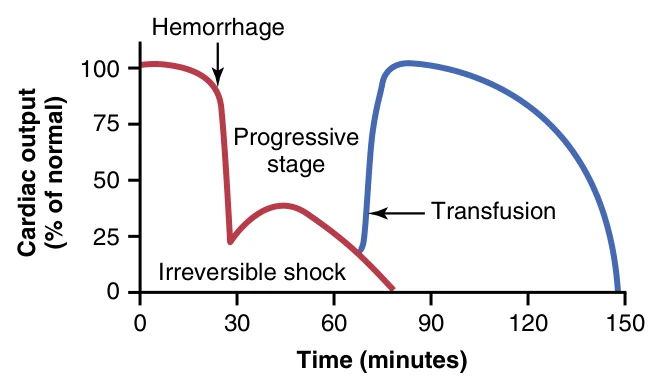 Hemorrhage
100
75
50
25
0
Cardiac output
(% of normal)
Progressive
stage
Transfusion
Irreversible shock
0 30 60 90 120 150
Time (minutes)